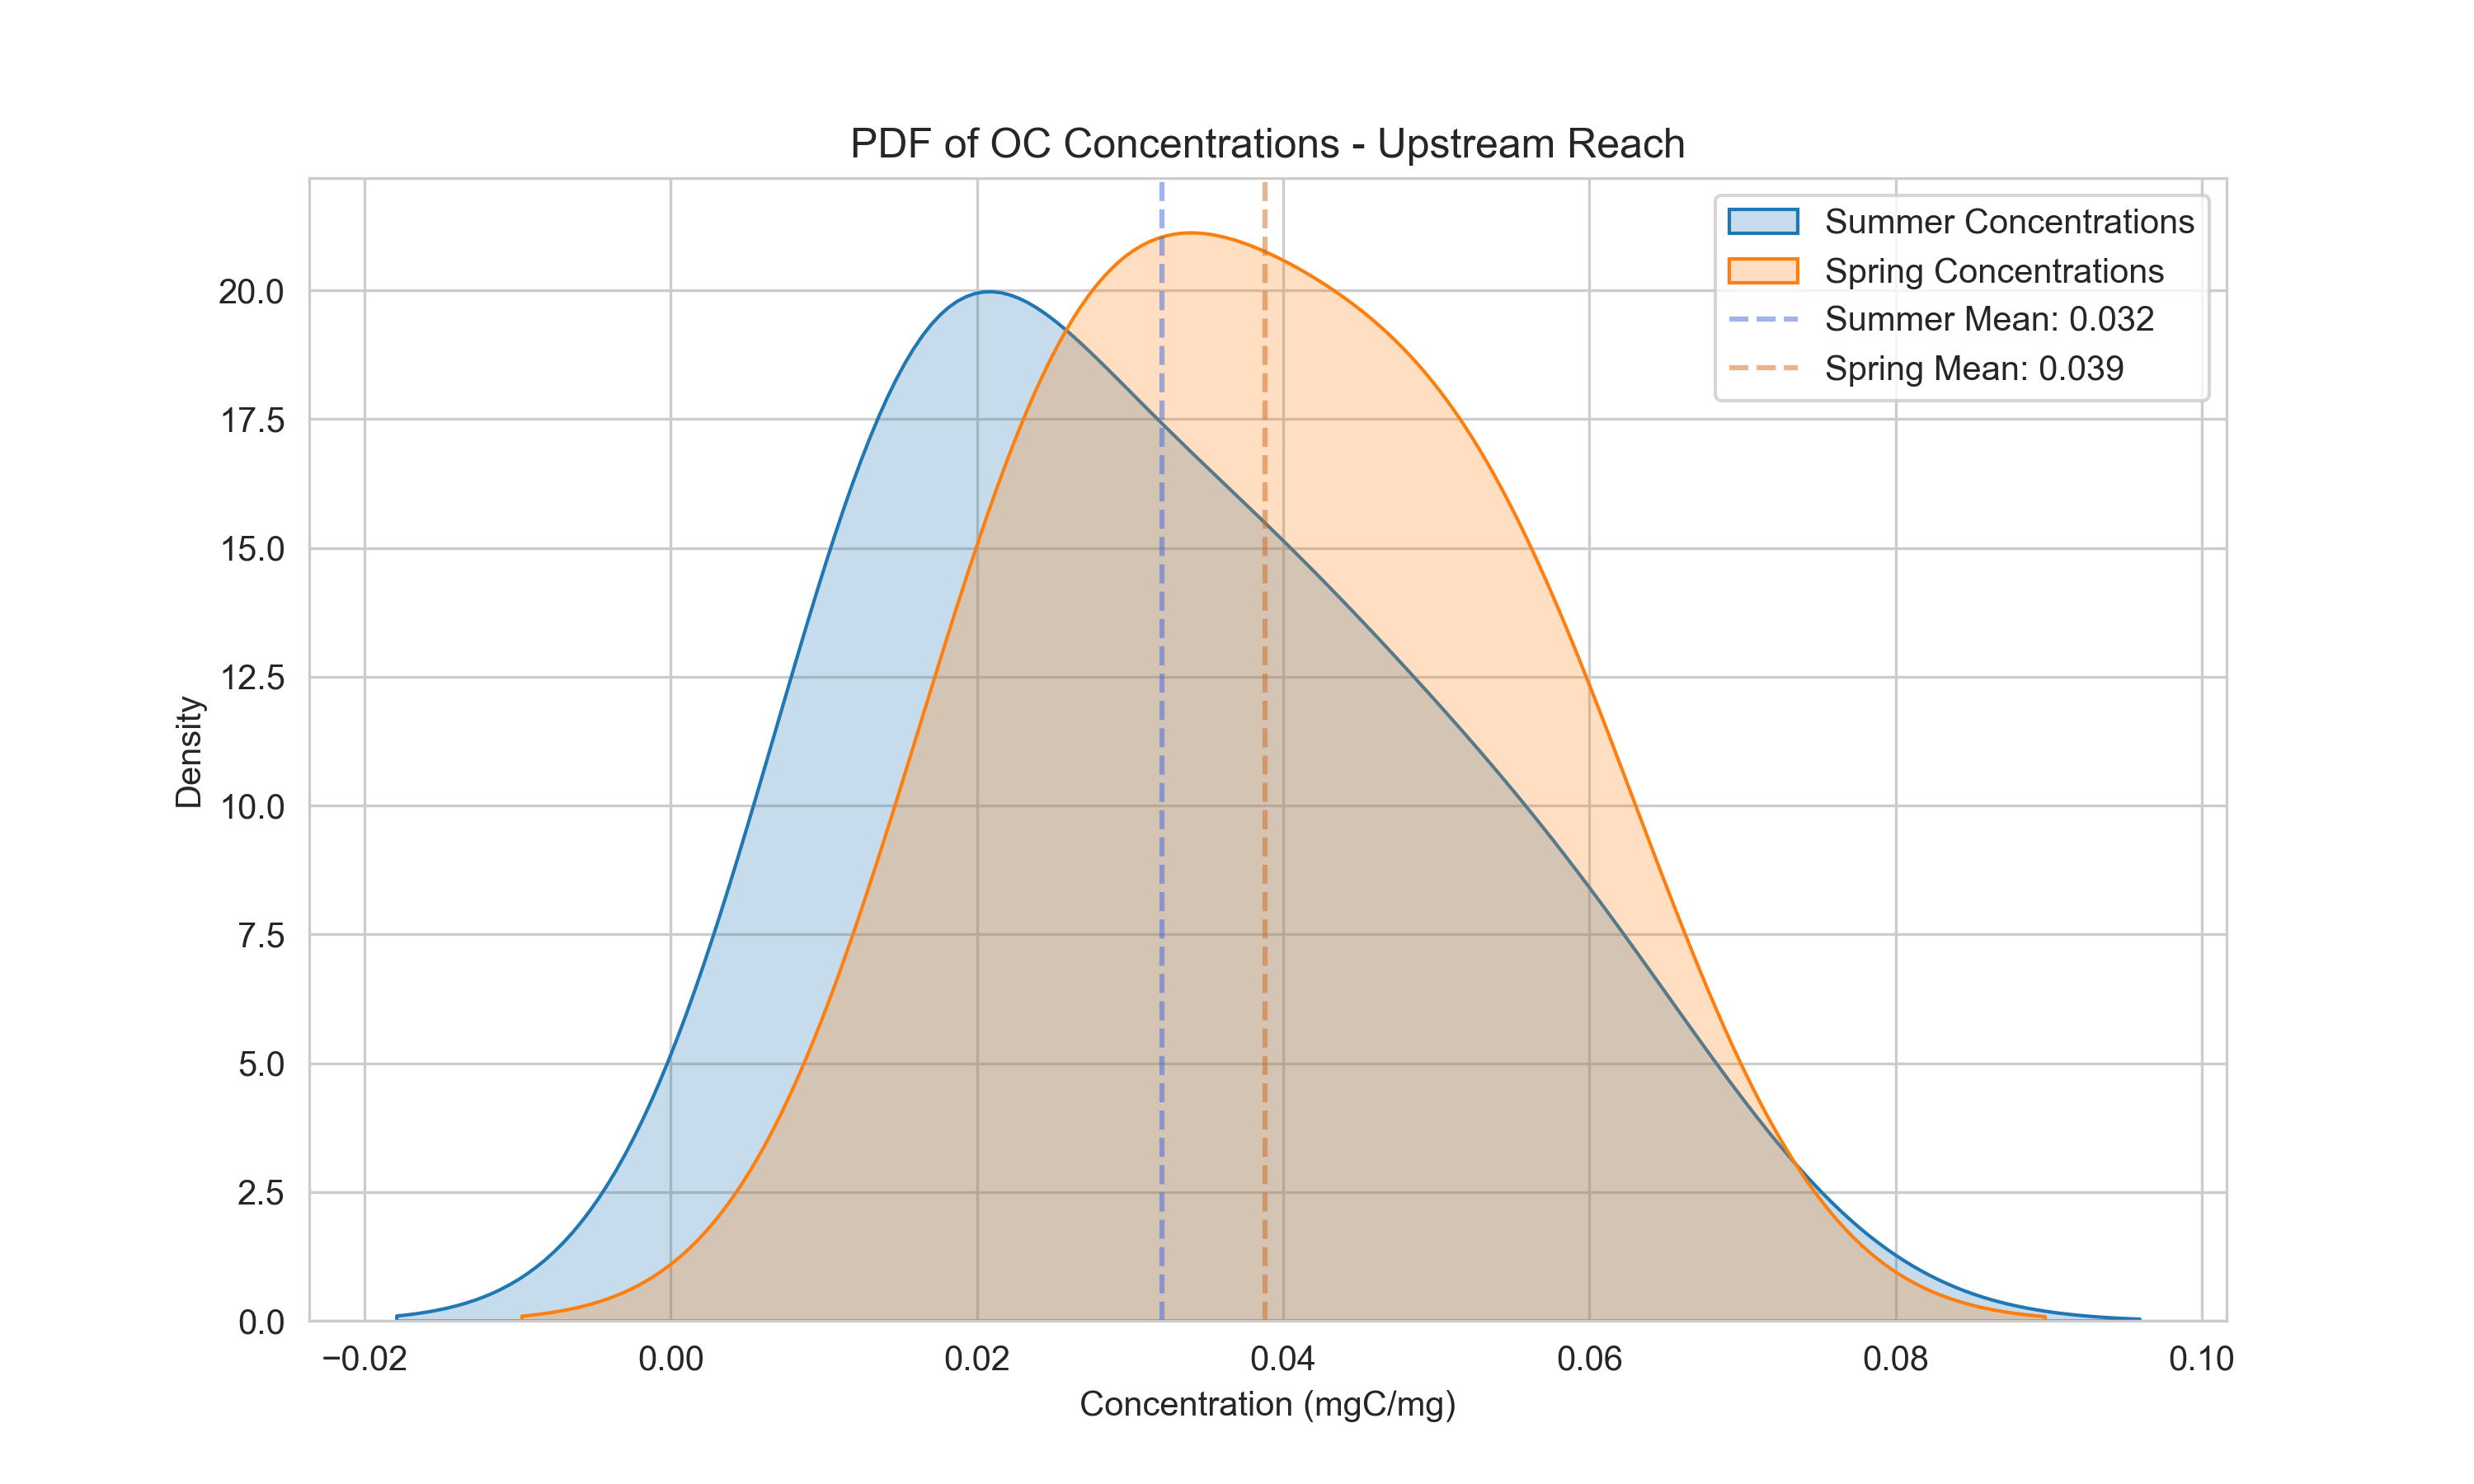 PDF of OC Concentrations - Upstream Reach
Summer Concentrations
Spring Concentrations
Summer Mean: 0.032
Spring Mean: 0.039
Density
20.0
17.5
15.0
12.5
10.0
7.5
5.0
2.5
0.0
−0.02 0.00 0.02 0.04 0.06 0.08 0.10
Concentration (mgC/mg)